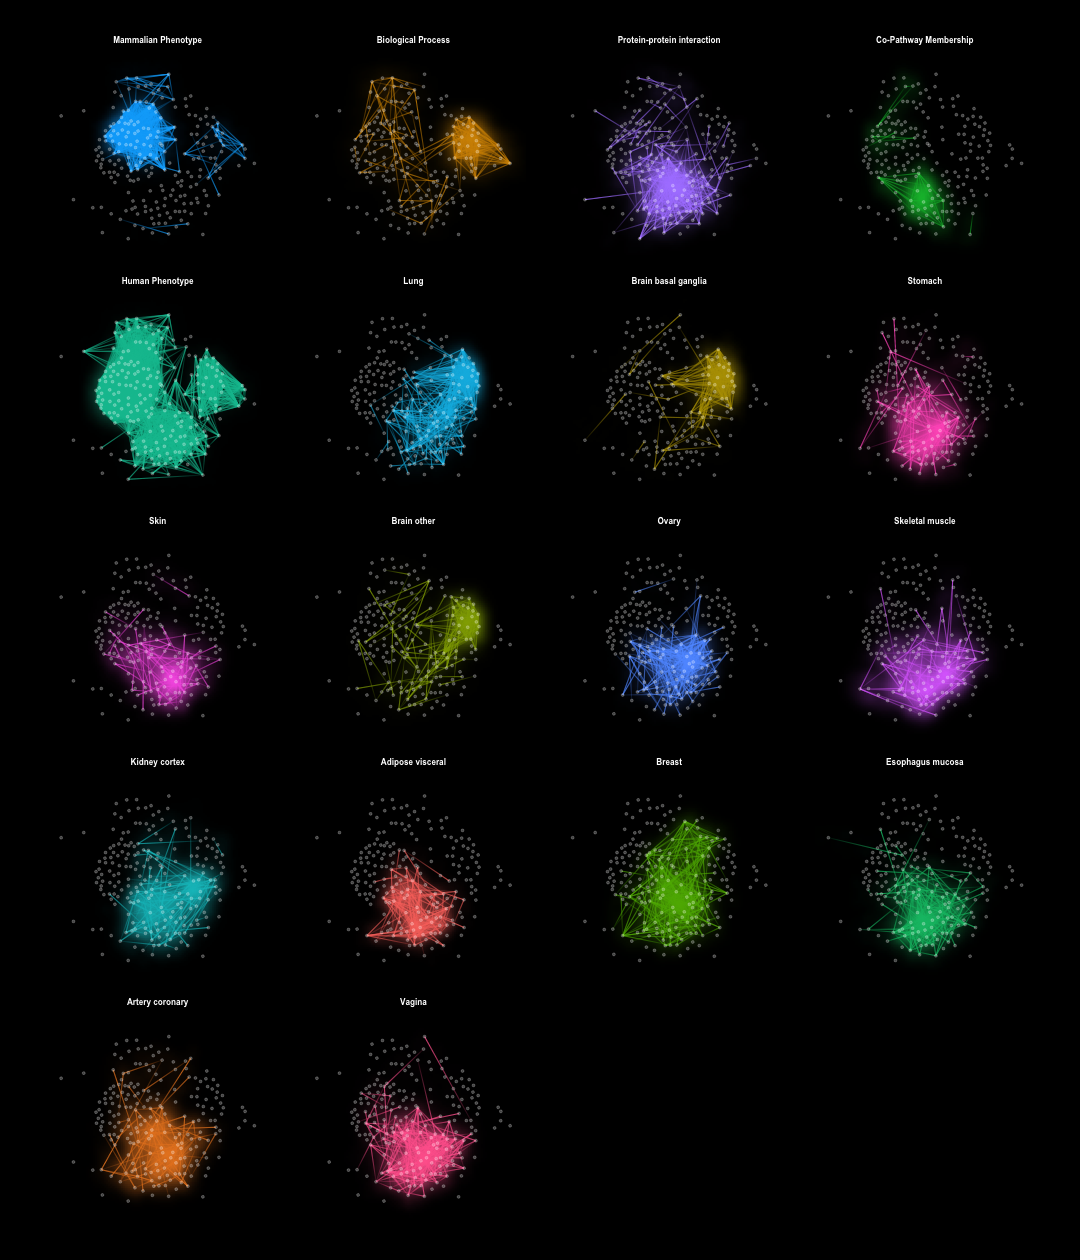 Mammalian Phenotype
Biological Process
Protein-protein interaction
Co-Pathway Membership
Human Phenotype
Lung
Brain basal ganglia
Stomach
Skin
Brain other
Ovary
Skeletal muscle
Kidney cortex
Adipose visceral
Breast
Esophagus mucosa
Artery coronary
Vagina